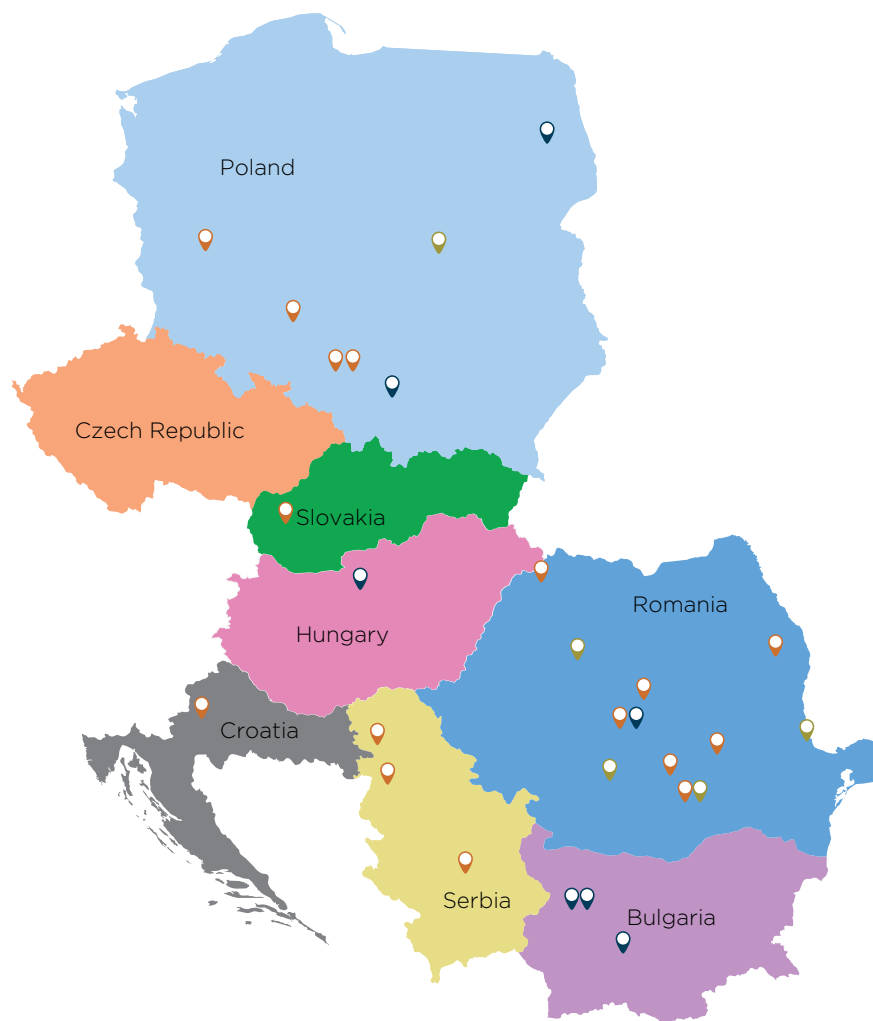 Poland
Czech Republic
Slovakia
Romania
Hungary
Croatia
Serbia
Bulgaria